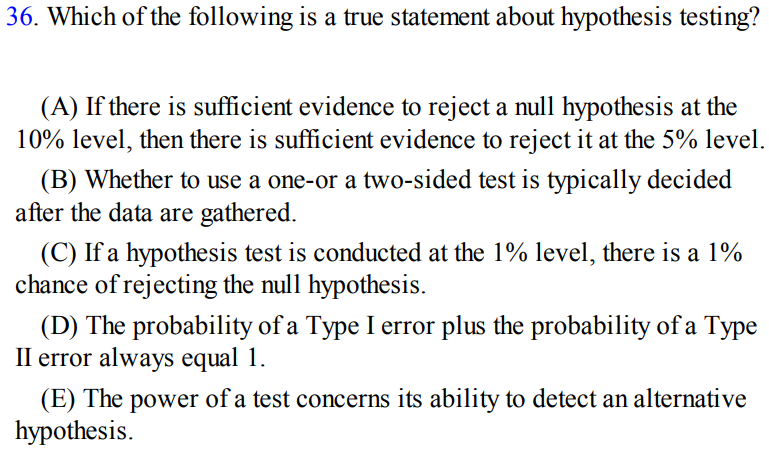 36. Which of the following is a true statement about hypothesis testing?
(A) If there is sufficient evidence to reject a null hypothesis at the
10% level, then there is sufficient evidence to reject it at the 5% level.
(B) Whether to use a one-or a two-sided test is typically decided
after the data are gathered.
(C) If a hypothesis test is conducted at the 1% level, there is a 1%
chance of rejecting the null hypothesis.
(D) The probability of a Type I error plus the probability of a Type
II error always equal 1.
(E) The power of a test concerns its ability to detect an alternative
hypothesis.